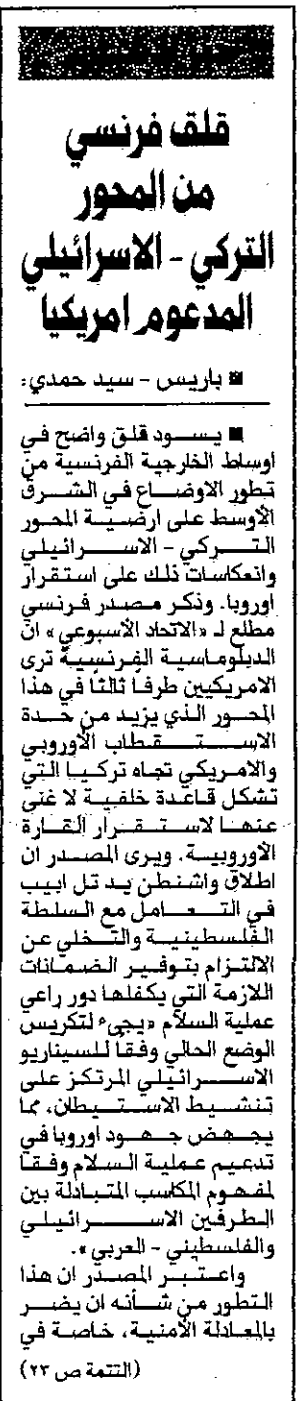 قلق فرنسي
من المحور
التركي - الاسرائيلي
المدعوم امريكيا
باريس - سيد حمدي:
يسود قلق واضح في
اوساط الخارجية الفرنسية من
تطور الاوضاع في الشرق
الأوسط على ارضية المحور
التركي - الاسرائيلي
وانعكاسات ذلك على استقرار
اوروبا. وذكر مصدر فرنسي
مطلع لـ «الاتحاد الأسبوعي» ان
الدبلوماسية الفرنسية ترى
الامريكيين طرفاً ثالثاً في هذا
المحور الذي يزيد من حدة
الاستقطاب الأوروبي
والامريكي تجاه تركيا التي
تشكل قاعدة خلفية لا غنى
عنها لاستقرار القارة
الاوروبية. ويرى المصدر ان
اطلاق واشنطن يد تل ابيب
في التعامل مع السلطة
الفلسطينية والتخلي عن
الالتزام بتوفير الضمانات
اللازمة التي يكفلها دور راعي
عملية السلام «يجيء لتكريس
الوضع الحالي وفقاً للسيناريو
الاسرائيلي المرتكز على
تنشيط الاستيطان، مما
يجهض جهود اوروبا في
تدعيم عملية السلام وفقاً
لمفهوم المكاسب المتبادلة بين
الطرفين الاسرائيلي
والفلسطيني - العربي».
واعتبر المصدر ان هذا
التطور من شأنه ان يضر
بالمعادلة الأمنية، خاصة في
(التتمة ص ٢٣)